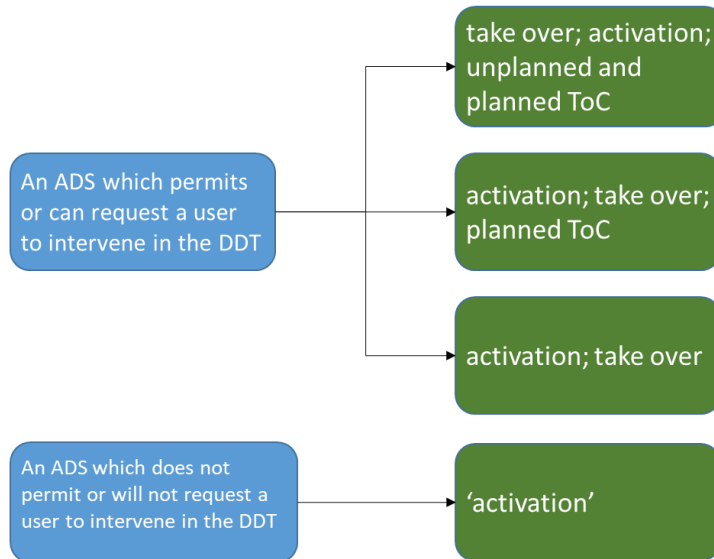 take over; activation;
unplanned and
planned ToC
An ADS which permits
or can request a user
to intervene in the DDT
activation; take over;
planned ToC
activation; take over
An ADS which does not
permit or will not request a
user to intervene in the DDT
‘activation’